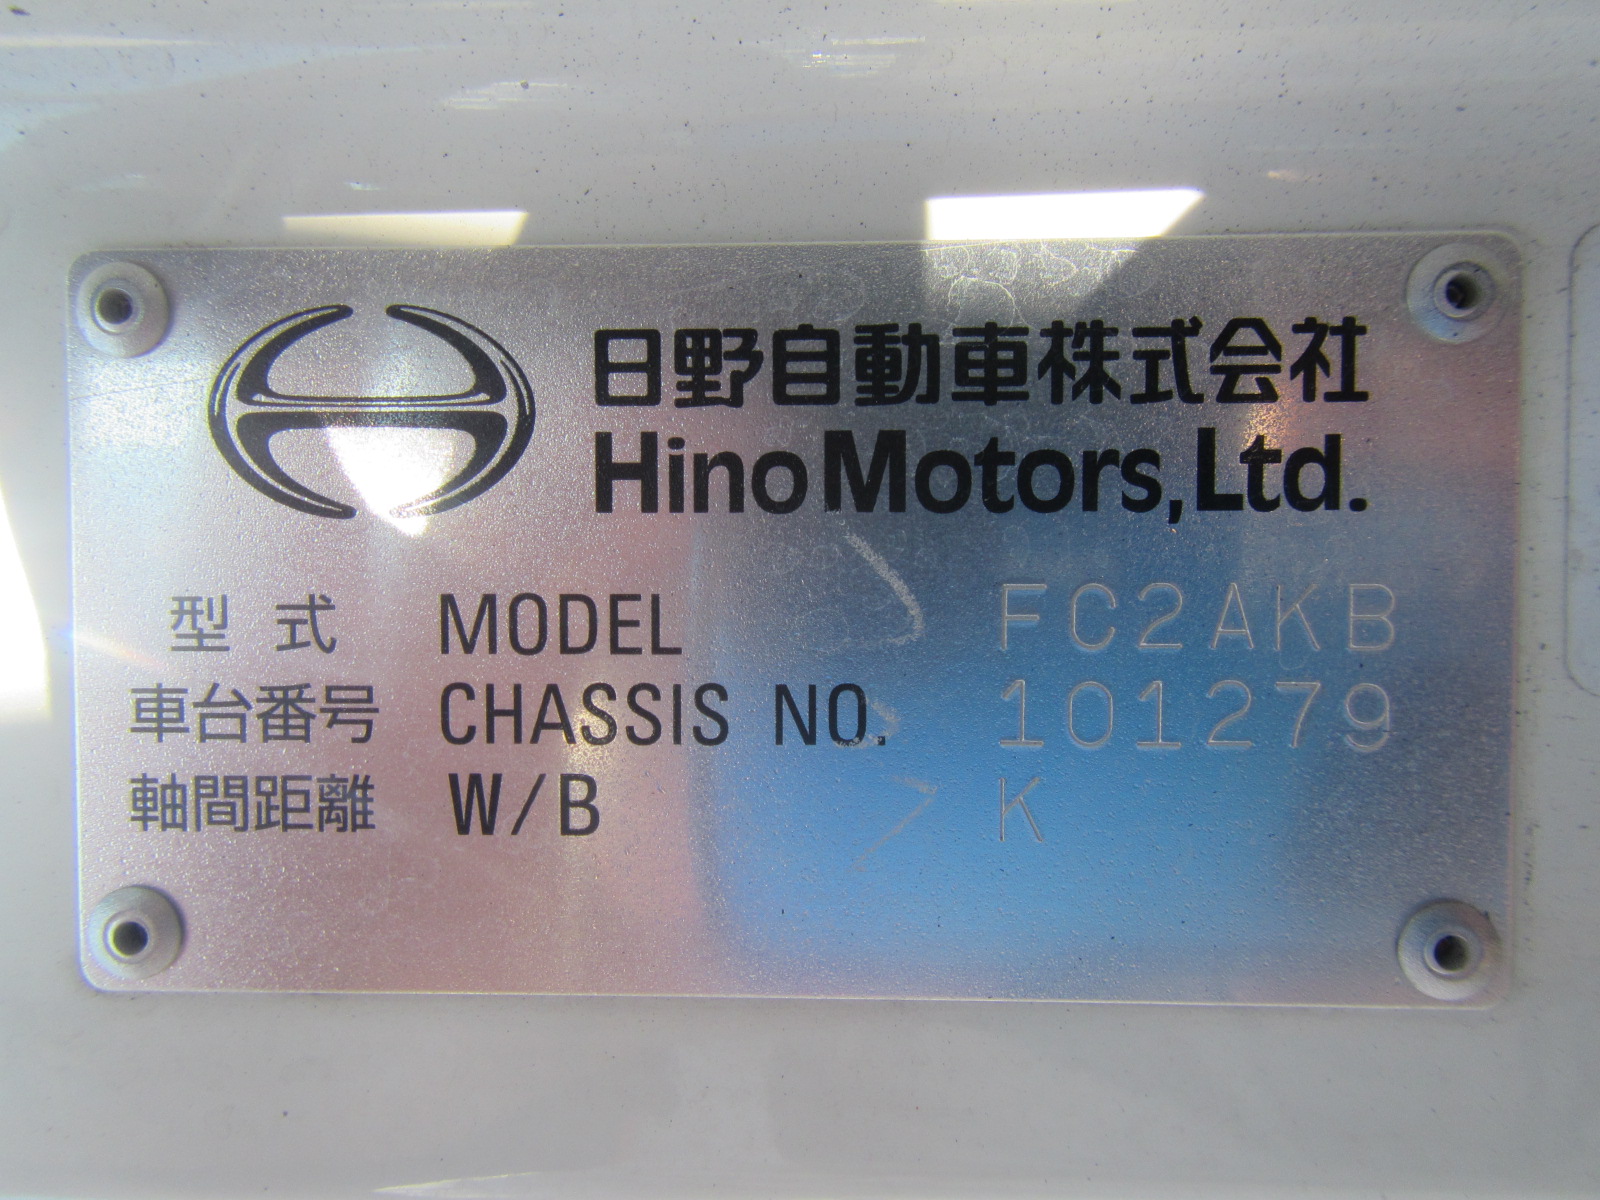 日野自動車株式会社
Hino Motors, Ltd.
型式 MODEL FC2AKB
車台番号 CHASSIS NO. 101279
軸間距離 W/B K